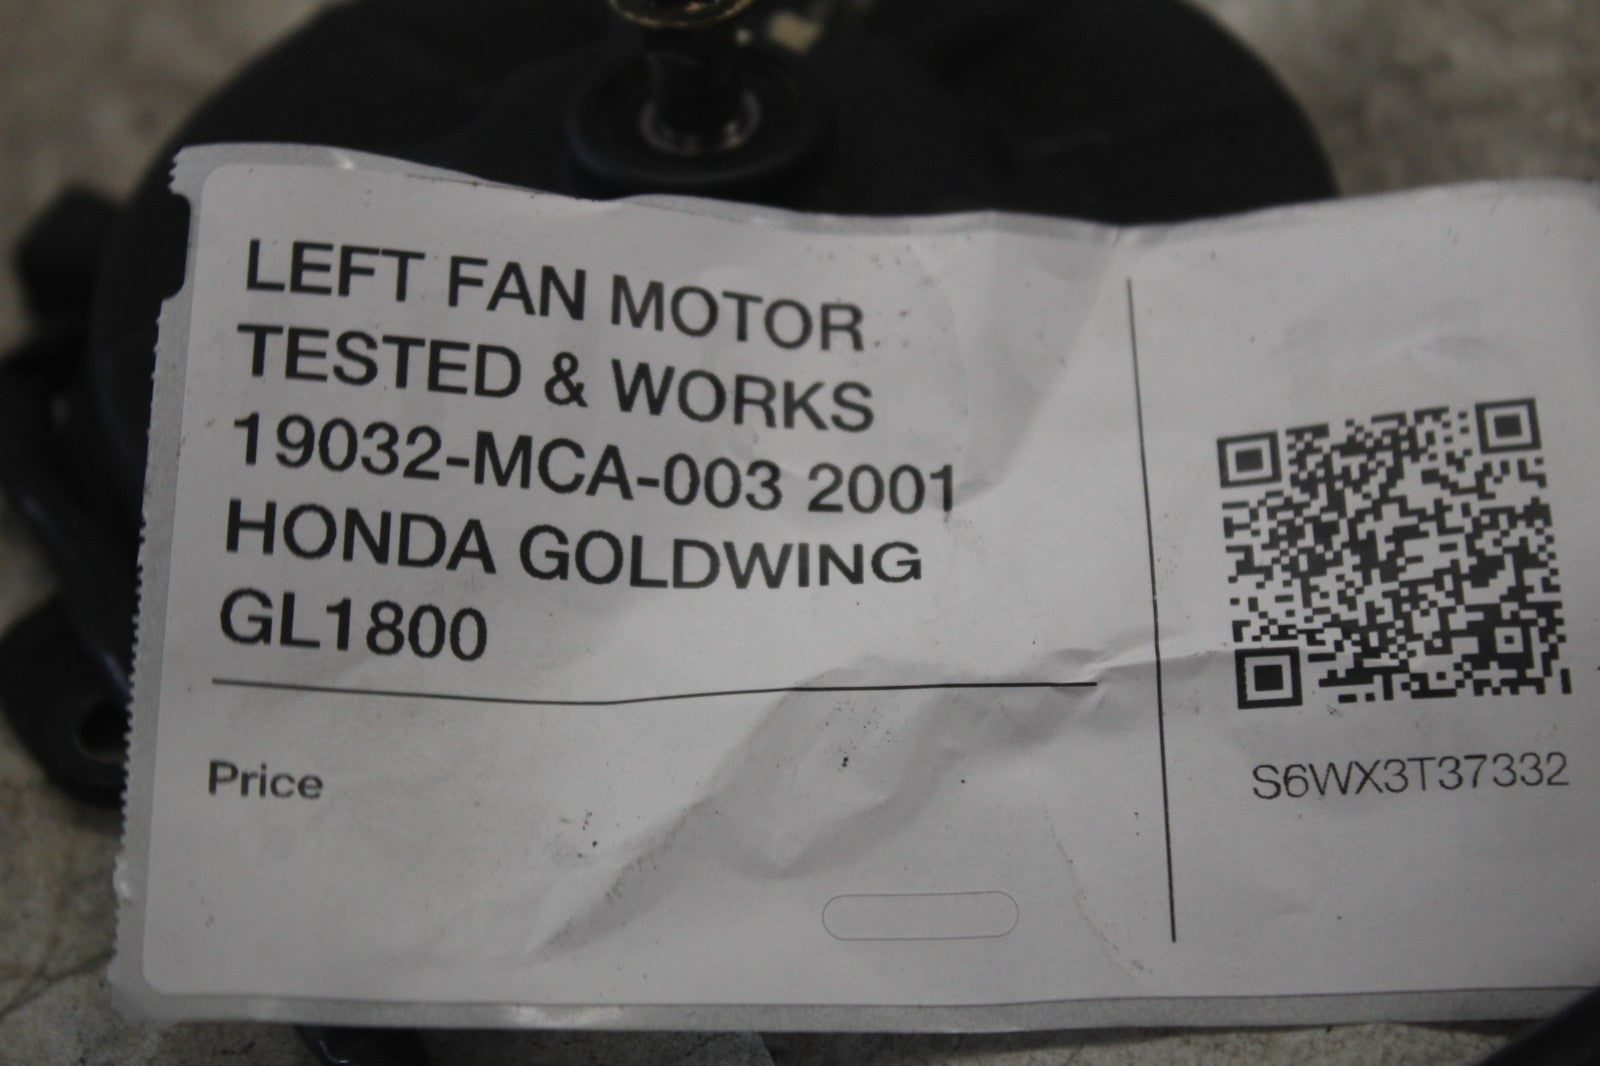 LEFT FAN MOTOR
TESTED & WORKS
19032-MCA-003 2001
HONDA GOLDWING
GL1800
Price
S6WX3T37332